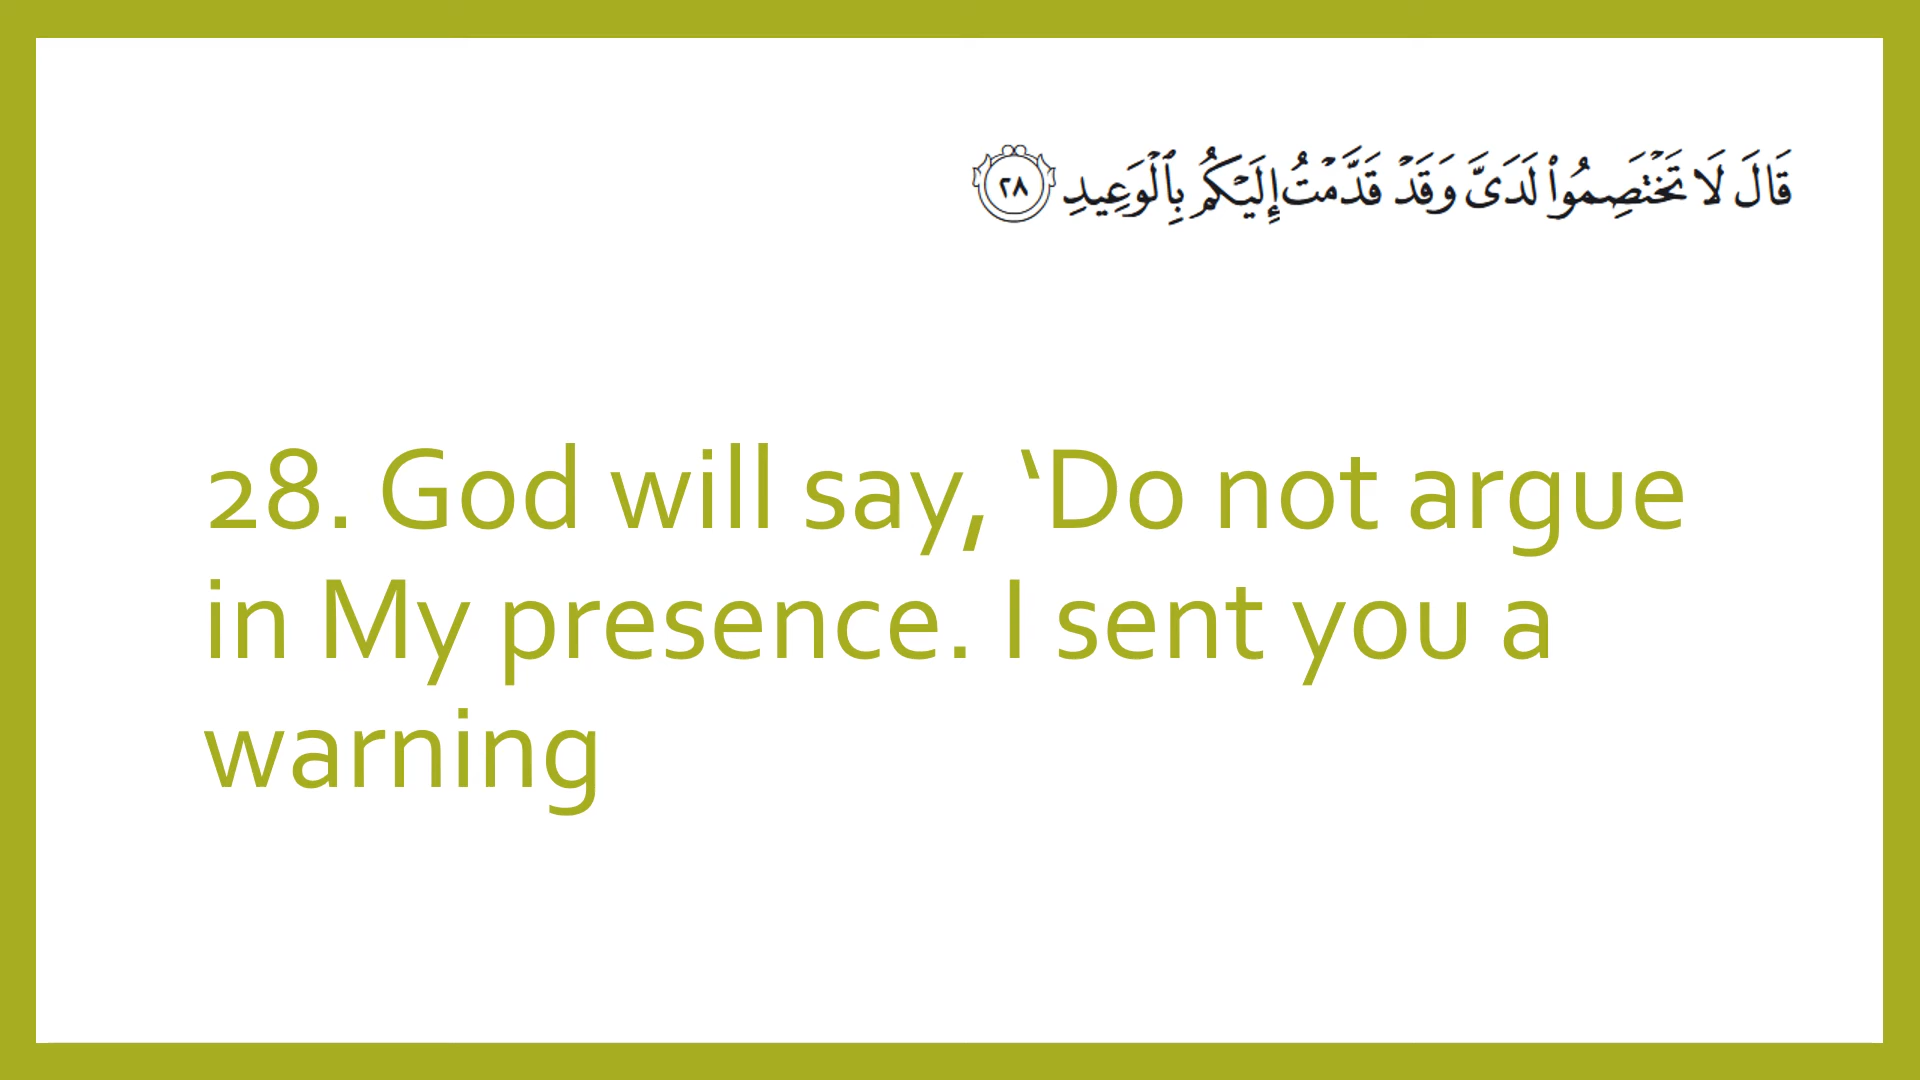 قَالَ لَا تَخْتَصِمُوا۟ لَدَىَّ وَقَدْ قَدَّمْتُ إِلَيْكُم بِٱلْوَعِيدِ ٢٨
28. God will say, ‘Do not argue
in My presence. I sent you a
warning